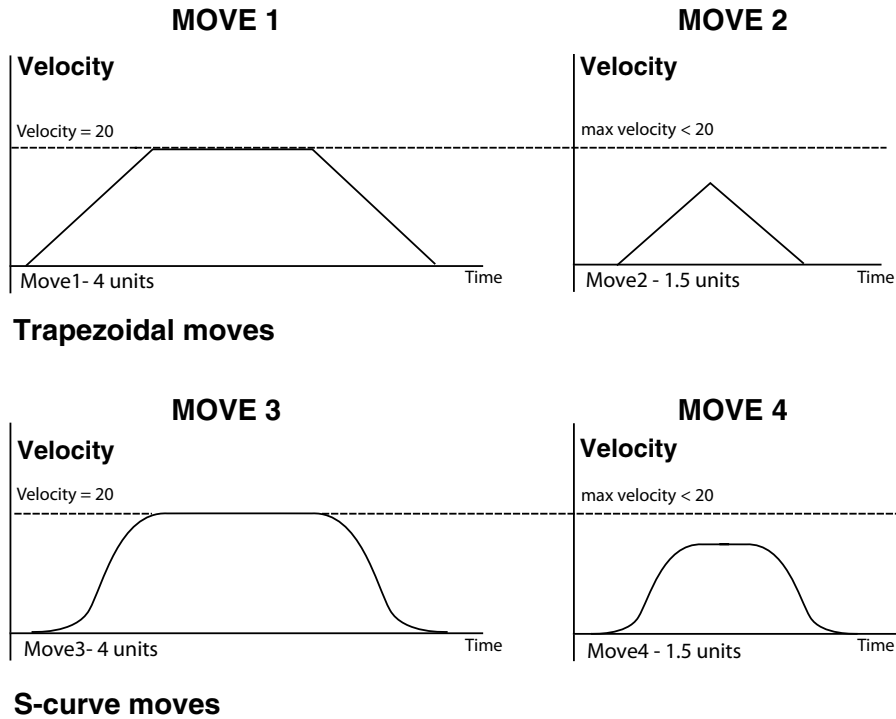 MOVE 1
MOVE 2
Velocity
Velocity
Velocity = 20
max velocity < 20
Move1- 4 units
Time
Move2 - 1.5 units
Time
Trapezoidal moves
MOVE 3
MOVE 4
Velocity
Velocity
Velocity = 20
max velocity < 20
Move3- 4 units
Time
Move4 - 1.5 units
Time
S-curve moves